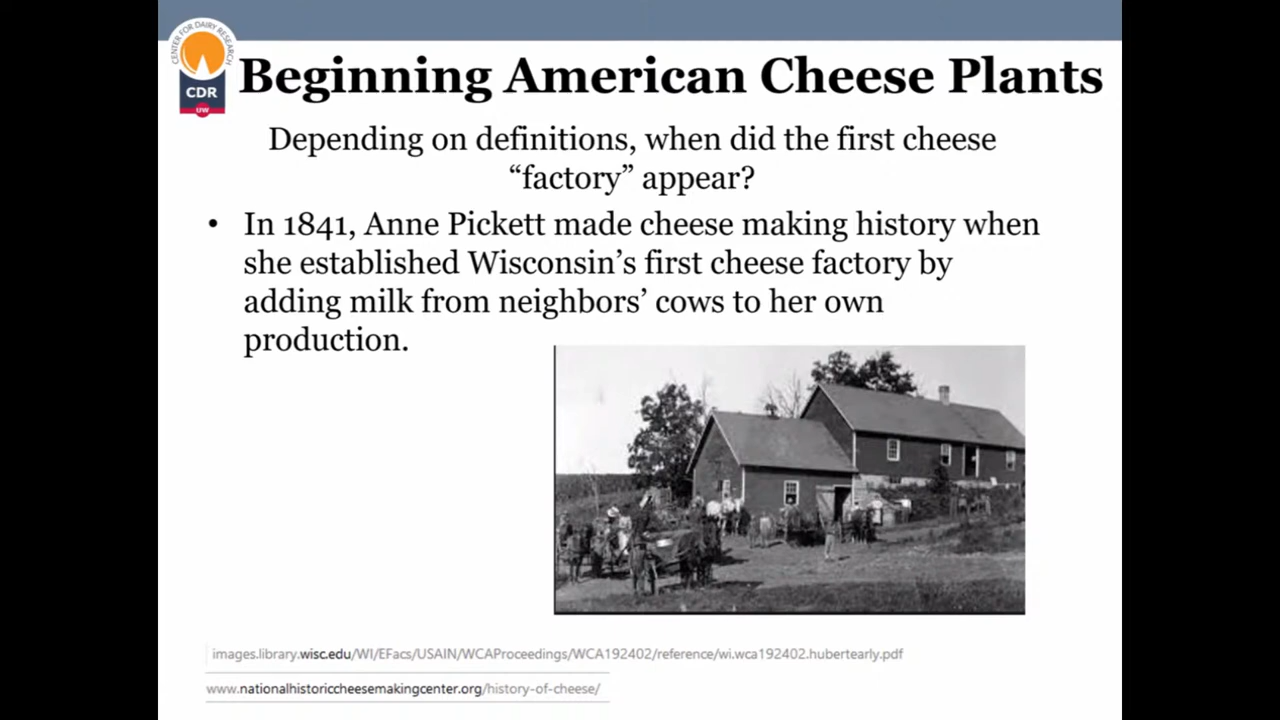 CENTER FOR DAIRY RESEARCH
CDR
UW
Beginning American Cheese Plants
Depending on definitions, when did the first cheese
“factory” appear?
• In 1841, Anne Pickett made cheese making history when
she established Wisconsin’s first cheese factory by
adding milk from neighbors’ cows to her own
production.
images.library.wisc.edu/WI/EFacs/USAIN/WCAProceedings/WCA192402/reference/wi.wca192402.hubertearly.pdf
www.nationalhistoriccheesemakingcenter.org/history-of-cheese/